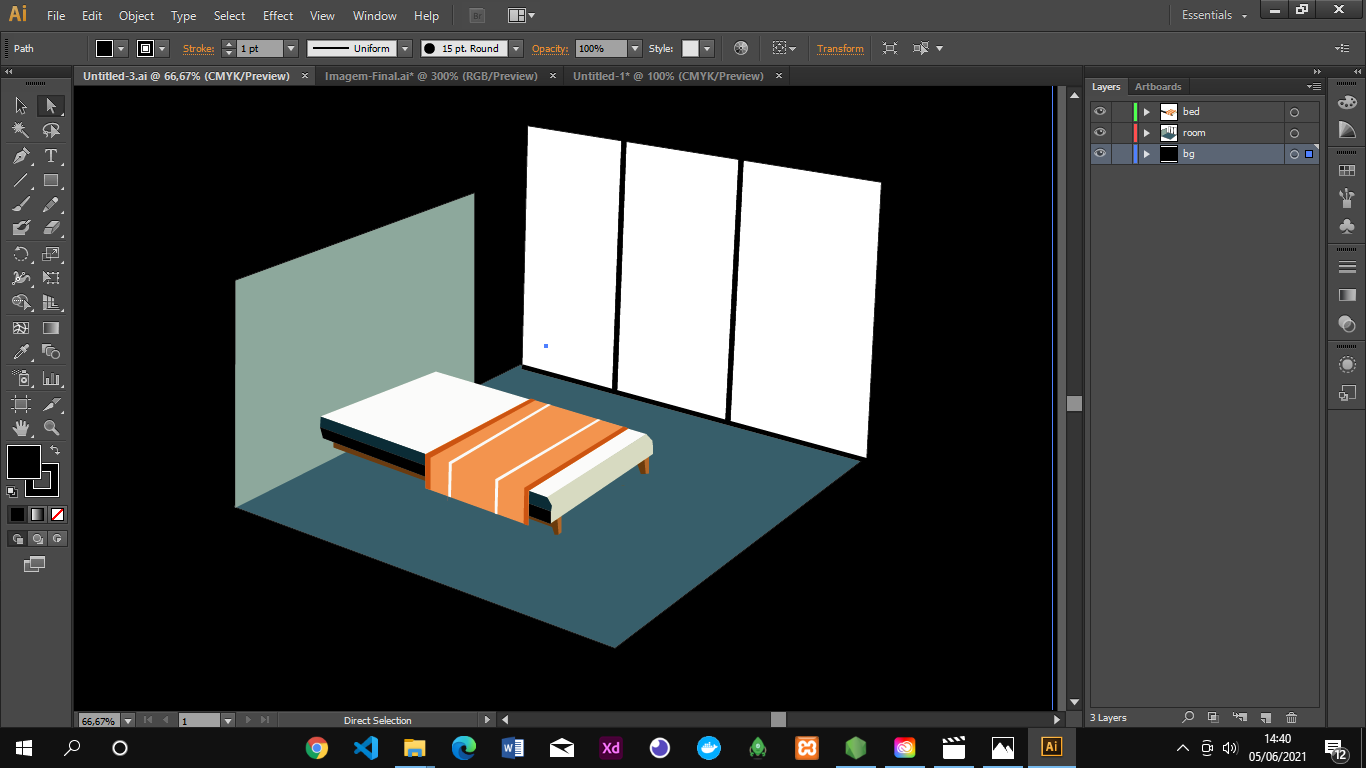 Ai File Edit Object Type Select Effect View Window Help Br Essentials
Path Stroke: 1 pt Uniform 15 pt. Round Opacity: 100% Style: Transform
Untitled-3.ai @ 66,67% (CMYK/Preview) × Imagem-Final.ai* @ 300% (RGB/Preview) × Untitled-1* @ 100% (CMYK/Preview) ×
Layers Artboards
bed
room
bg
T
3 Layers
66,67% 1 Direct Selection
W Xd Ai
14:40
05/06/2021
12